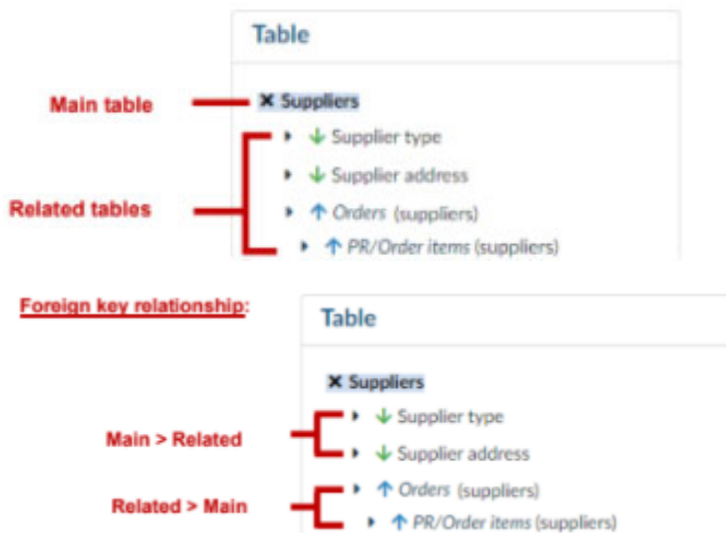 Table
Main table
Suppliers
Supplier type
Supplier address
Related tables
Orders (suppliers)
PR/Order items (suppliers)
Foreign key relationship:
Table
Suppliers
Supplier type
Main > Related
Supplier address
Orders (suppliers)
Related > Main
PR/Order items (suppliers)